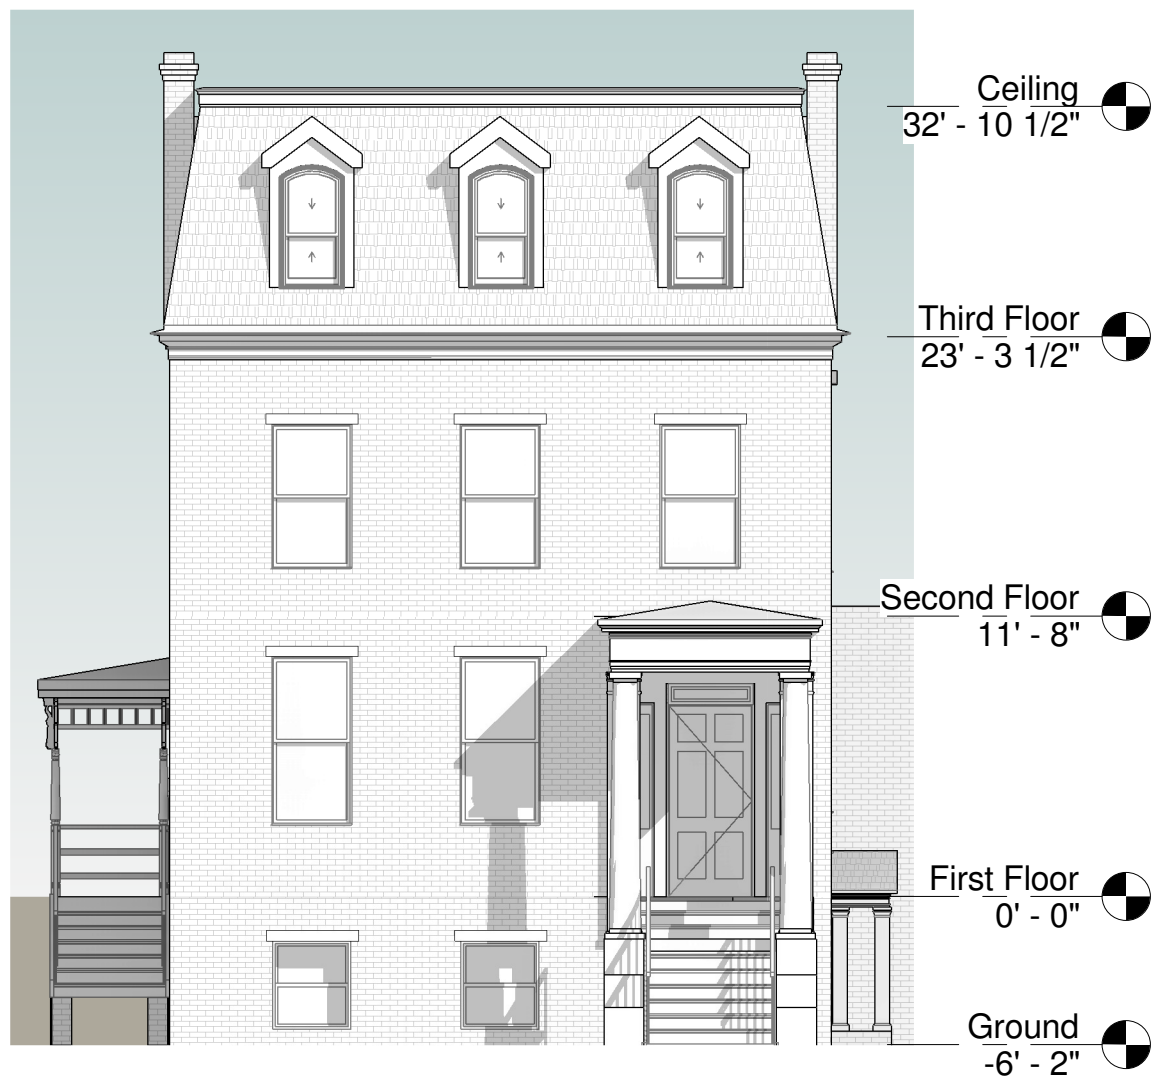 Ceiling
32' - 10 1/2"
Third Floor
23' - 3 1/2"
Second Floor
11' - 8"
First Floor
0' - 0"
Ground
-6' - 2"